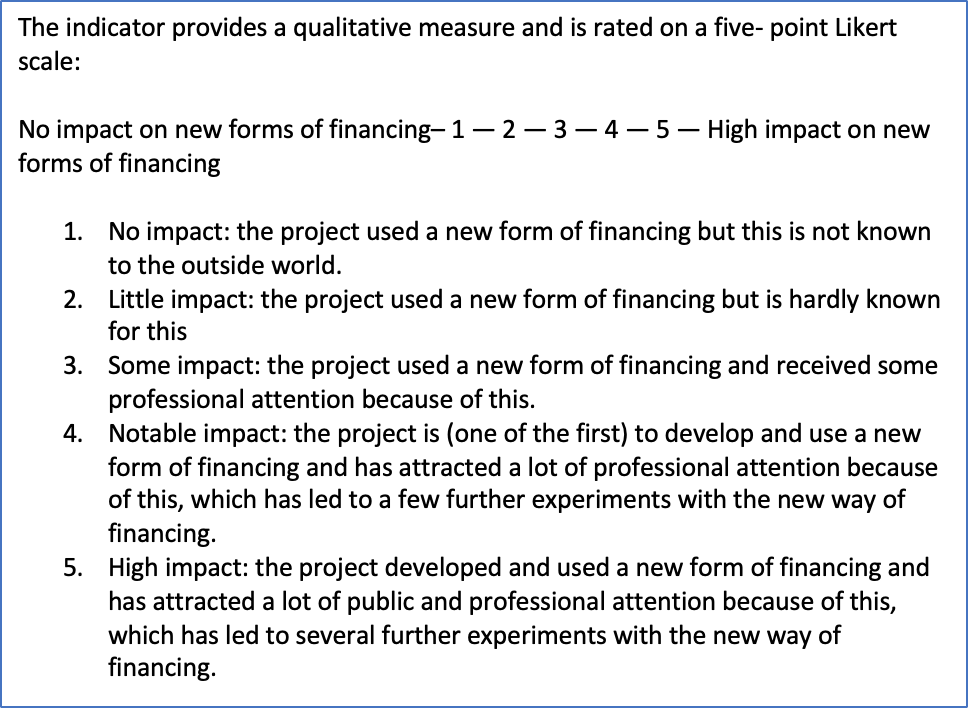 The indicator provides a qualitative measure and is rated on a five- point Likert
scale:
No impact on new forms of financing– 1 — 2 — 3 — 4 — 5 — High impact on new
forms of financing
1. No impact: the project used a new form of financing but this is not known
to the outside world.
2. Little impact: the project used a new form of financing but is hardly known
for this
3. Some impact: the project used a new form of financing and received some
professional attention because of this.
4. Notable impact: the project is (one of the first) to develop and use a new
form of financing and has attracted a lot of professional attention because
of this, which has led to a few further experiments with the new way of
financing.
5. High impact: the project developed and used a new form of financing and
has attracted a lot of public and professional attention because of this,
which has led to several further experiments with the new way of
financing.